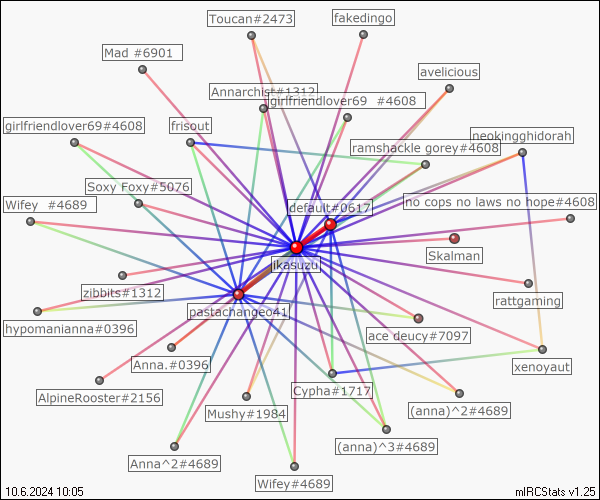 Toucan#2473
fakedingo
Mad #6901
avelicious
Annarchist#1312
girlfriendlover69  #4608
girlfriendlover69#4608
frisout
neokingghidorah
ramshackle gorey#4608
Soxy Foxy#5076
Wifey  #4689
default#0617
no cops no laws no hope#4608
Skalman
ikasuzu
zibbits#1312
rattgaming
pastachangeo41
hypomanianna#0396
ace deucy#7097
Anna.#0396
xenoyaut
AlpineRooster#2156
Cypha#1717
Mushy#1984
(anna)^2#4689
(anna)^3#4689
Anna^2#4689
Wifey#4689
10.6.2024 10:05
mIRCStats v1.25